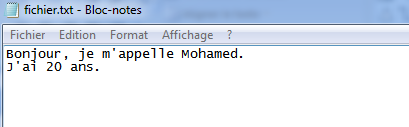 fichier.txt - Bloc-notes
Fichier Edition Format Affichage ?
Bonjour, je m'appelle Mohamed.
J'ai 20 ans.